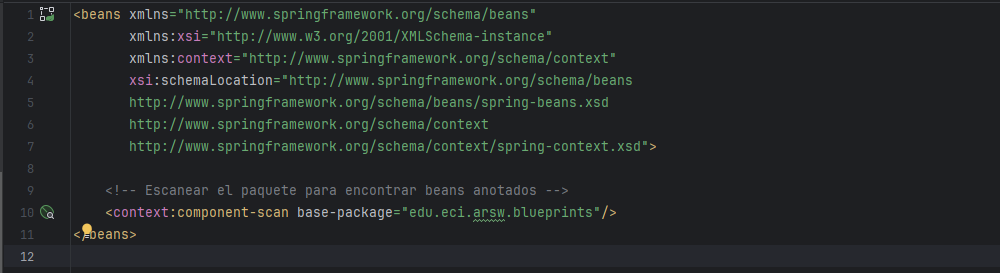 1 <beans xmlns="http://www.springframework.org/schema/beans"
2 xmlns:xsi="http://www.w3.org/2001/XMLSchema-instance"
3 xmlns:context="http://www.springframework.org/schema/context"
4 xsi:schemaLocation="http://www.springframework.org/schema/beans
5 http://www.springframework.org/schema/beans/spring-beans.xsd
6 http://www.springframework.org/schema/context
7 http://www.springframework.org/schema/context/spring-context.xsd">
8
9 <!-- Escanear el paquete para encontrar beans anotados -->
10 <context:component-scan base-package="edu.eci.arsw.blueprints"/>
11 </beans>
12